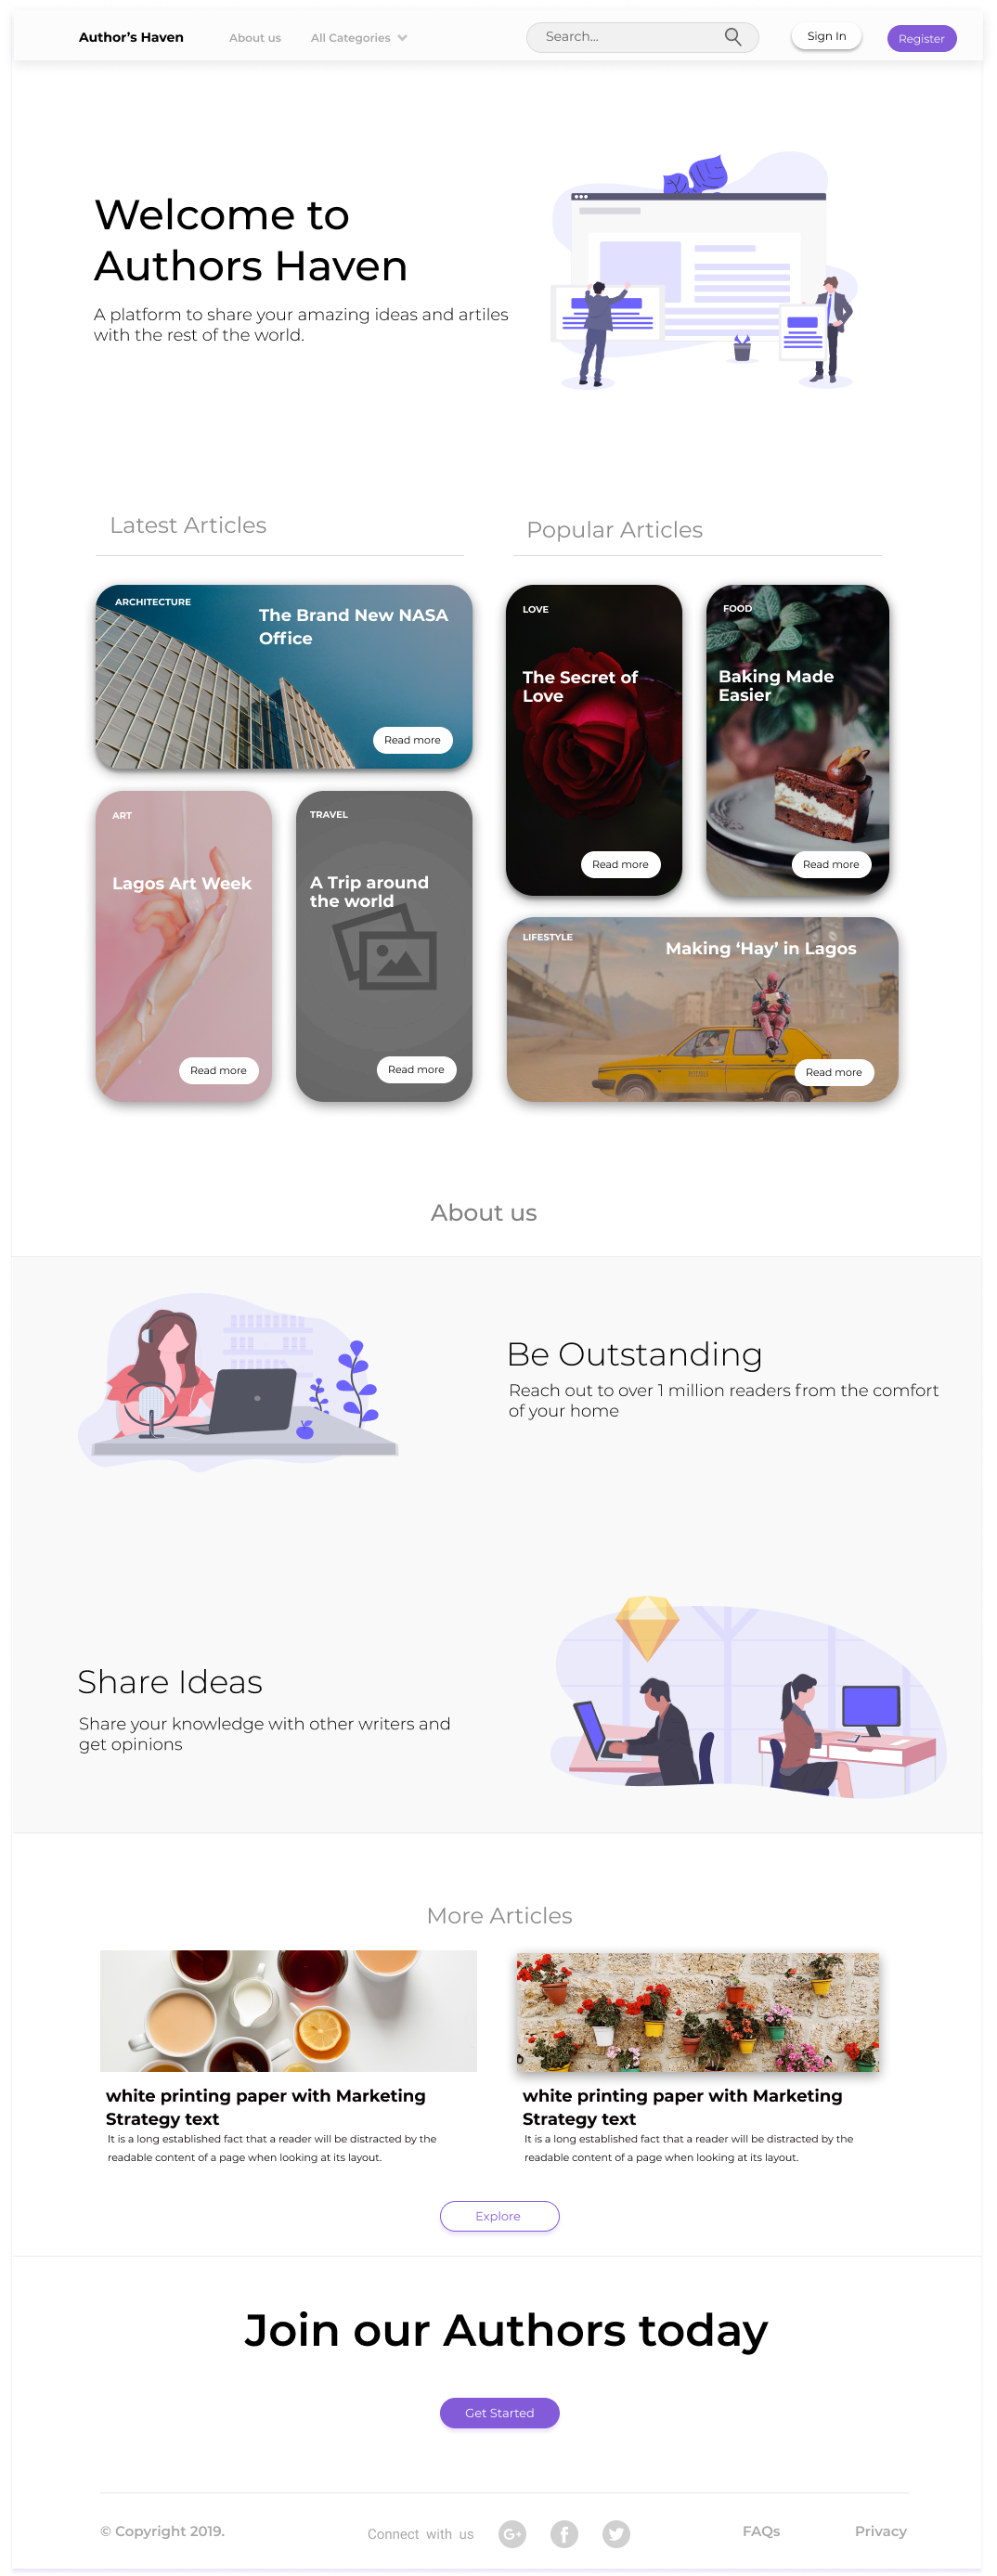 Author’s Haven
About us
All Categories
Search...
Sign In
Register
Welcome to
Authors Haven
A platform to share your amazing ideas and artiles
with the rest of the world.
Latest Articles
ARCHITECTURE
The Brand New NASA
Office
Read more
ART
Lagos Art Week
Read more
TRAVEL
A Trip around
the world
Read more
Popular Articles
LOVE
The Secret of
Love
Read more
FOOD
Baking Made
Easier
Read more
LIFESTYLE
Making ‘Hay’ in Lagos
Read more
About us
Be Outstanding
Reach out to over 1 million readers from the comfort
of your home
Share Ideas
Share your knowledge with other writers and
get opinions
More Articles
white printing paper with Marketing
Strategy text
It is a long established fact that a reader will be distracted by the
readable content of a page when looking at its layout.
white printing paper with Marketing
Strategy text
It is a long established fact that a reader will be distracted by the
readable content of a page when looking at its layout.
Explore
Join our Authors today
Get Started
© Copyright 2019.
Connect with us
G+
f
FAQs
Privacy